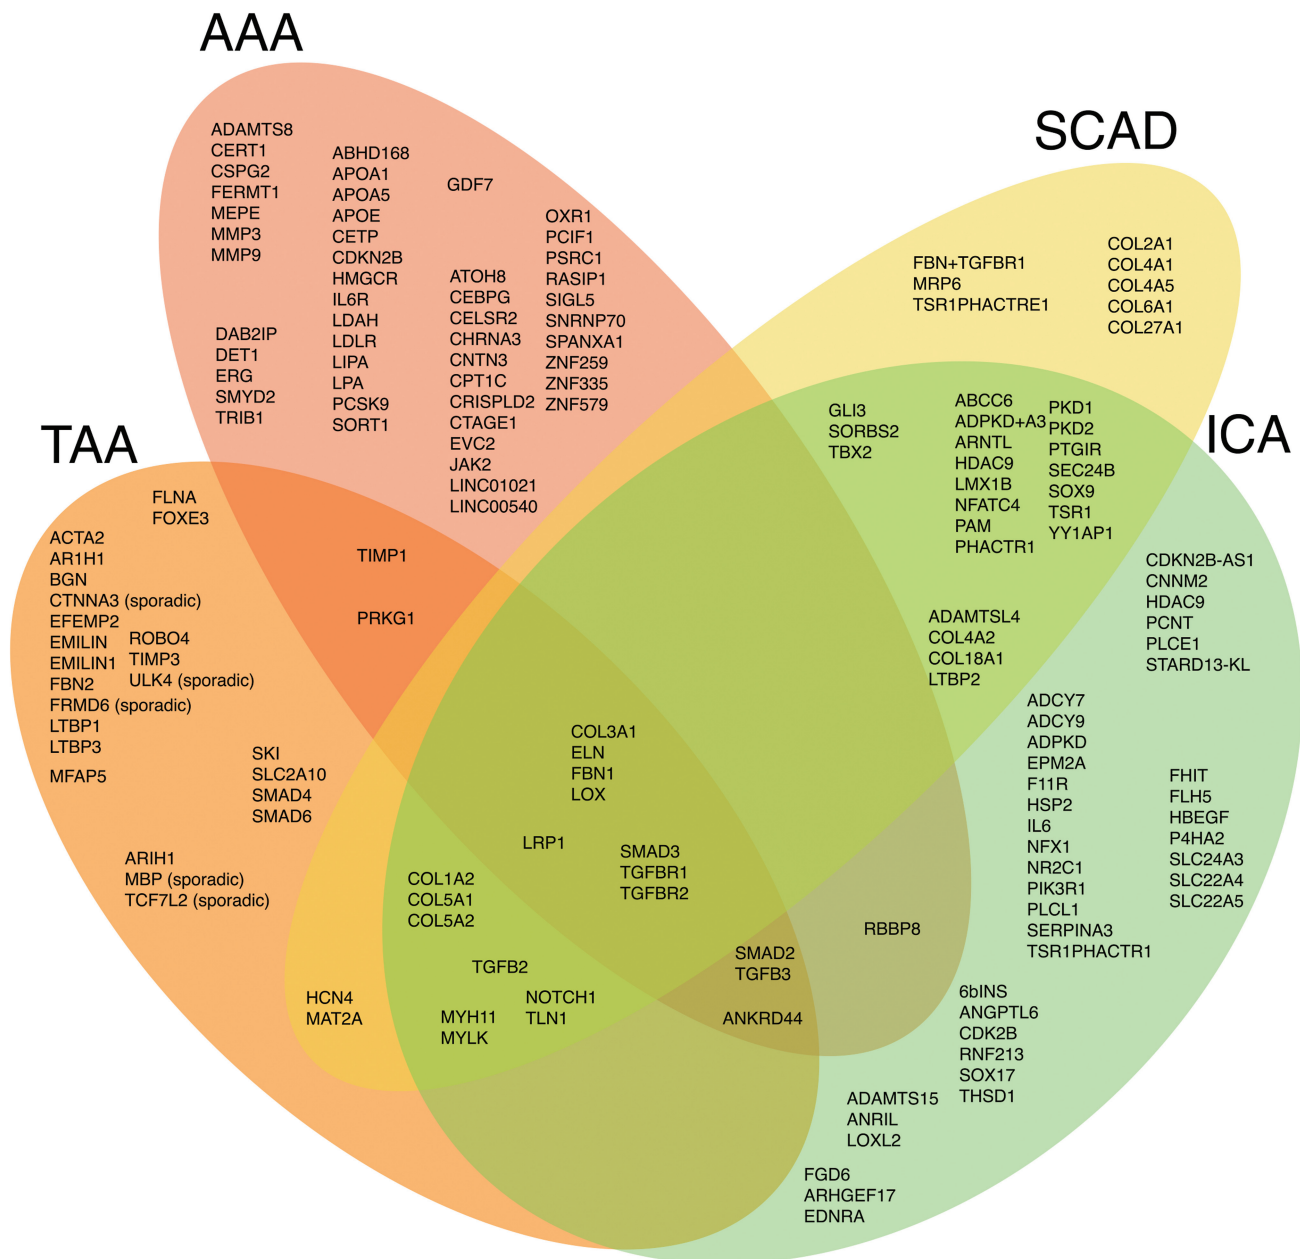 AAA
ADAMTS8
CERT1
CSPG2
FERMT1
MEPE
MMP3
MMP9
DAB2IP
DET1
ERG
SMYD2
TRIB1
ABHD168
APOA1
APOA5
APOE
CETP
CDKN2B
HMGCR
IL6R
LDAH
LDLR
LIPA
LPA
PCSK9
SORT1
GDF7
ATOH8
CEBPG
CELSR2
CHRNA3
CNTN3
CPT1C
CRISPLD2
CTAGE1
EVC2
JAK2
LINC01021
LINC00540
OXR1
PCIF1
PSRC1
RASIP1
SIGL5
SNRNP70
SPANXA1
ZNF259
ZNF335
ZNF579
SCAD
FBN+TGFBR1
MRP6
TSR1PHACTRE1
COL2A1
COL4A1
COL4A5
COL6A1
COL27A1
TAA
FLNA
FOXE3
ACTA2
AR1H1
BGN
CTNNA3 (sporadic)
EFEMP2
EMILIN
EMILIN1
FBN2
FRMD6 (sporadic)
LTBP1
LTBP3
MFAP5
ROBO4
TIMP3
ULK4 (sporadic)
SKI
SLC2A10
SMAD4
SMAD6
ARIH1
MBP (sporadic)
TCF7L2 (sporadic)
TIMP1
PRKG1
ICA
GLI3
SORBS2
TBX2
ABCC6
ADPKD+A3
ARNTL
HDAC9
LMX1B
NFATC4
PAM
PHACTR1
PKD1
PKD2
PTGIR
SEC24B
SOX9
TSR1
YY1AP1
ADAMTSL4
COL4A2
COL18A1
LTBP2
CDKN2B-AS1
CNNM2
HDAC9
PCNT
PLCE1
STARD13-KL
ADCY7
ADCY9
ADPKD
EPM2A
F11R
HSP2
IL6
NFX1
NR2C1
PIK3R1
PLCL1
SERPINA3
TSR1PHACTR1
FHIT
FLH5
HBEGF
P4HA2
SLC24A3
SLC22A4
SLC22A5
COL3A1
ELN
FBN1
LOX
LRP1
SMAD3
TGFBR1
TGFBR2
COL1A2
COL5A1
COL5A2
TGFB2
NOTCH1
TLN1
MYH11
MYLK
HCN4
MAT2A
SMAD2
TGFB3
ANKRD44
RBBP8
6bINS
ANGPTL6
CDK2B
RNF213
SOX17
THSD1
ADAMTS15
ANRIL
LOXL2
FGD6
ARHGEF17
EDNRA